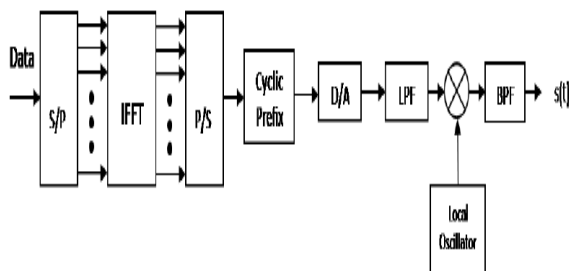 Data
S/P
IFFT
P/S
Cyclic
Prefix
D/A
LPF
BPF
s(t)
Local
Oscillator